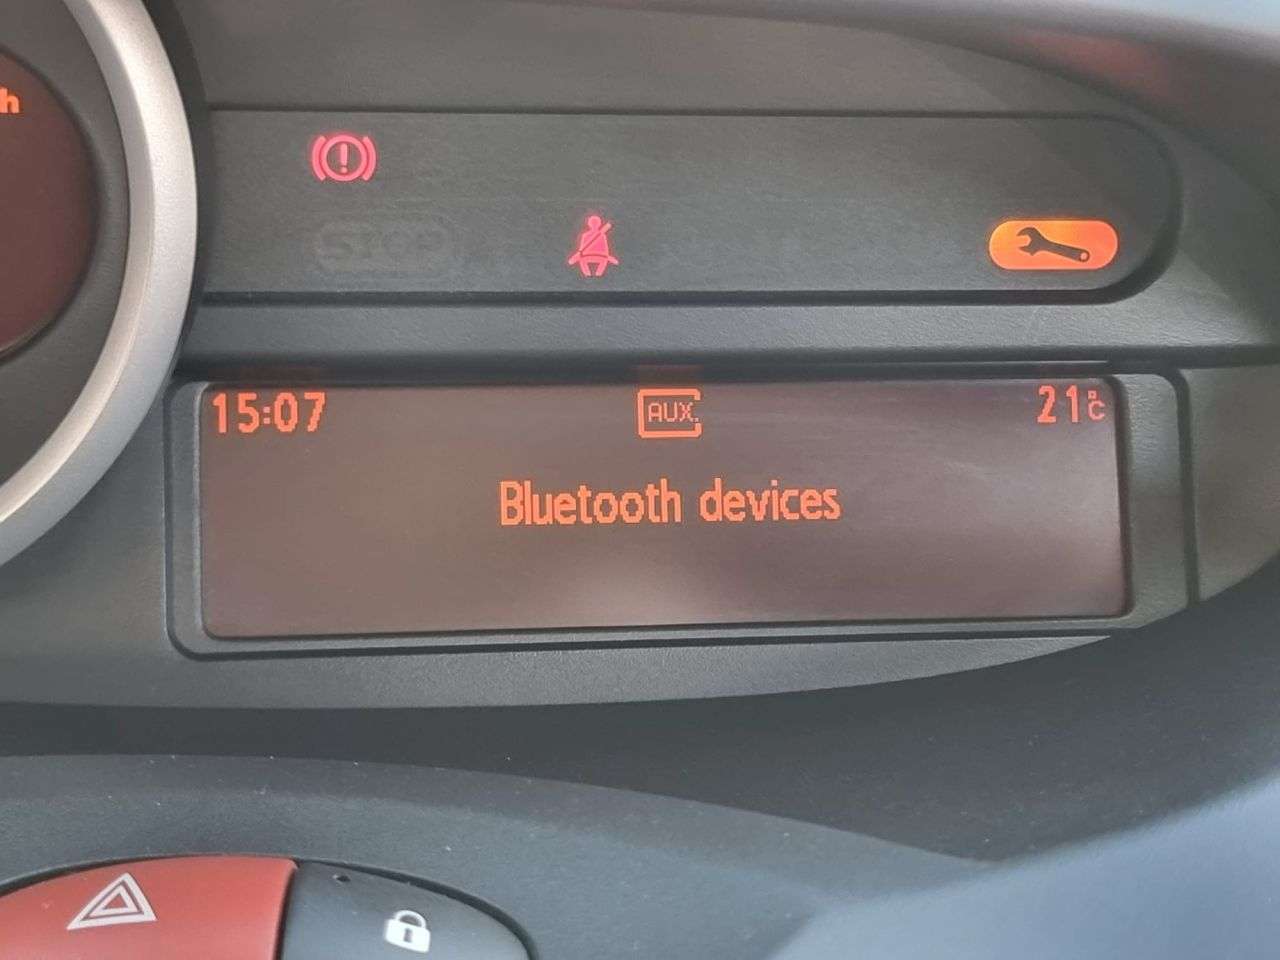 h
15:07 AUX. 21°C
Bluetooth devices